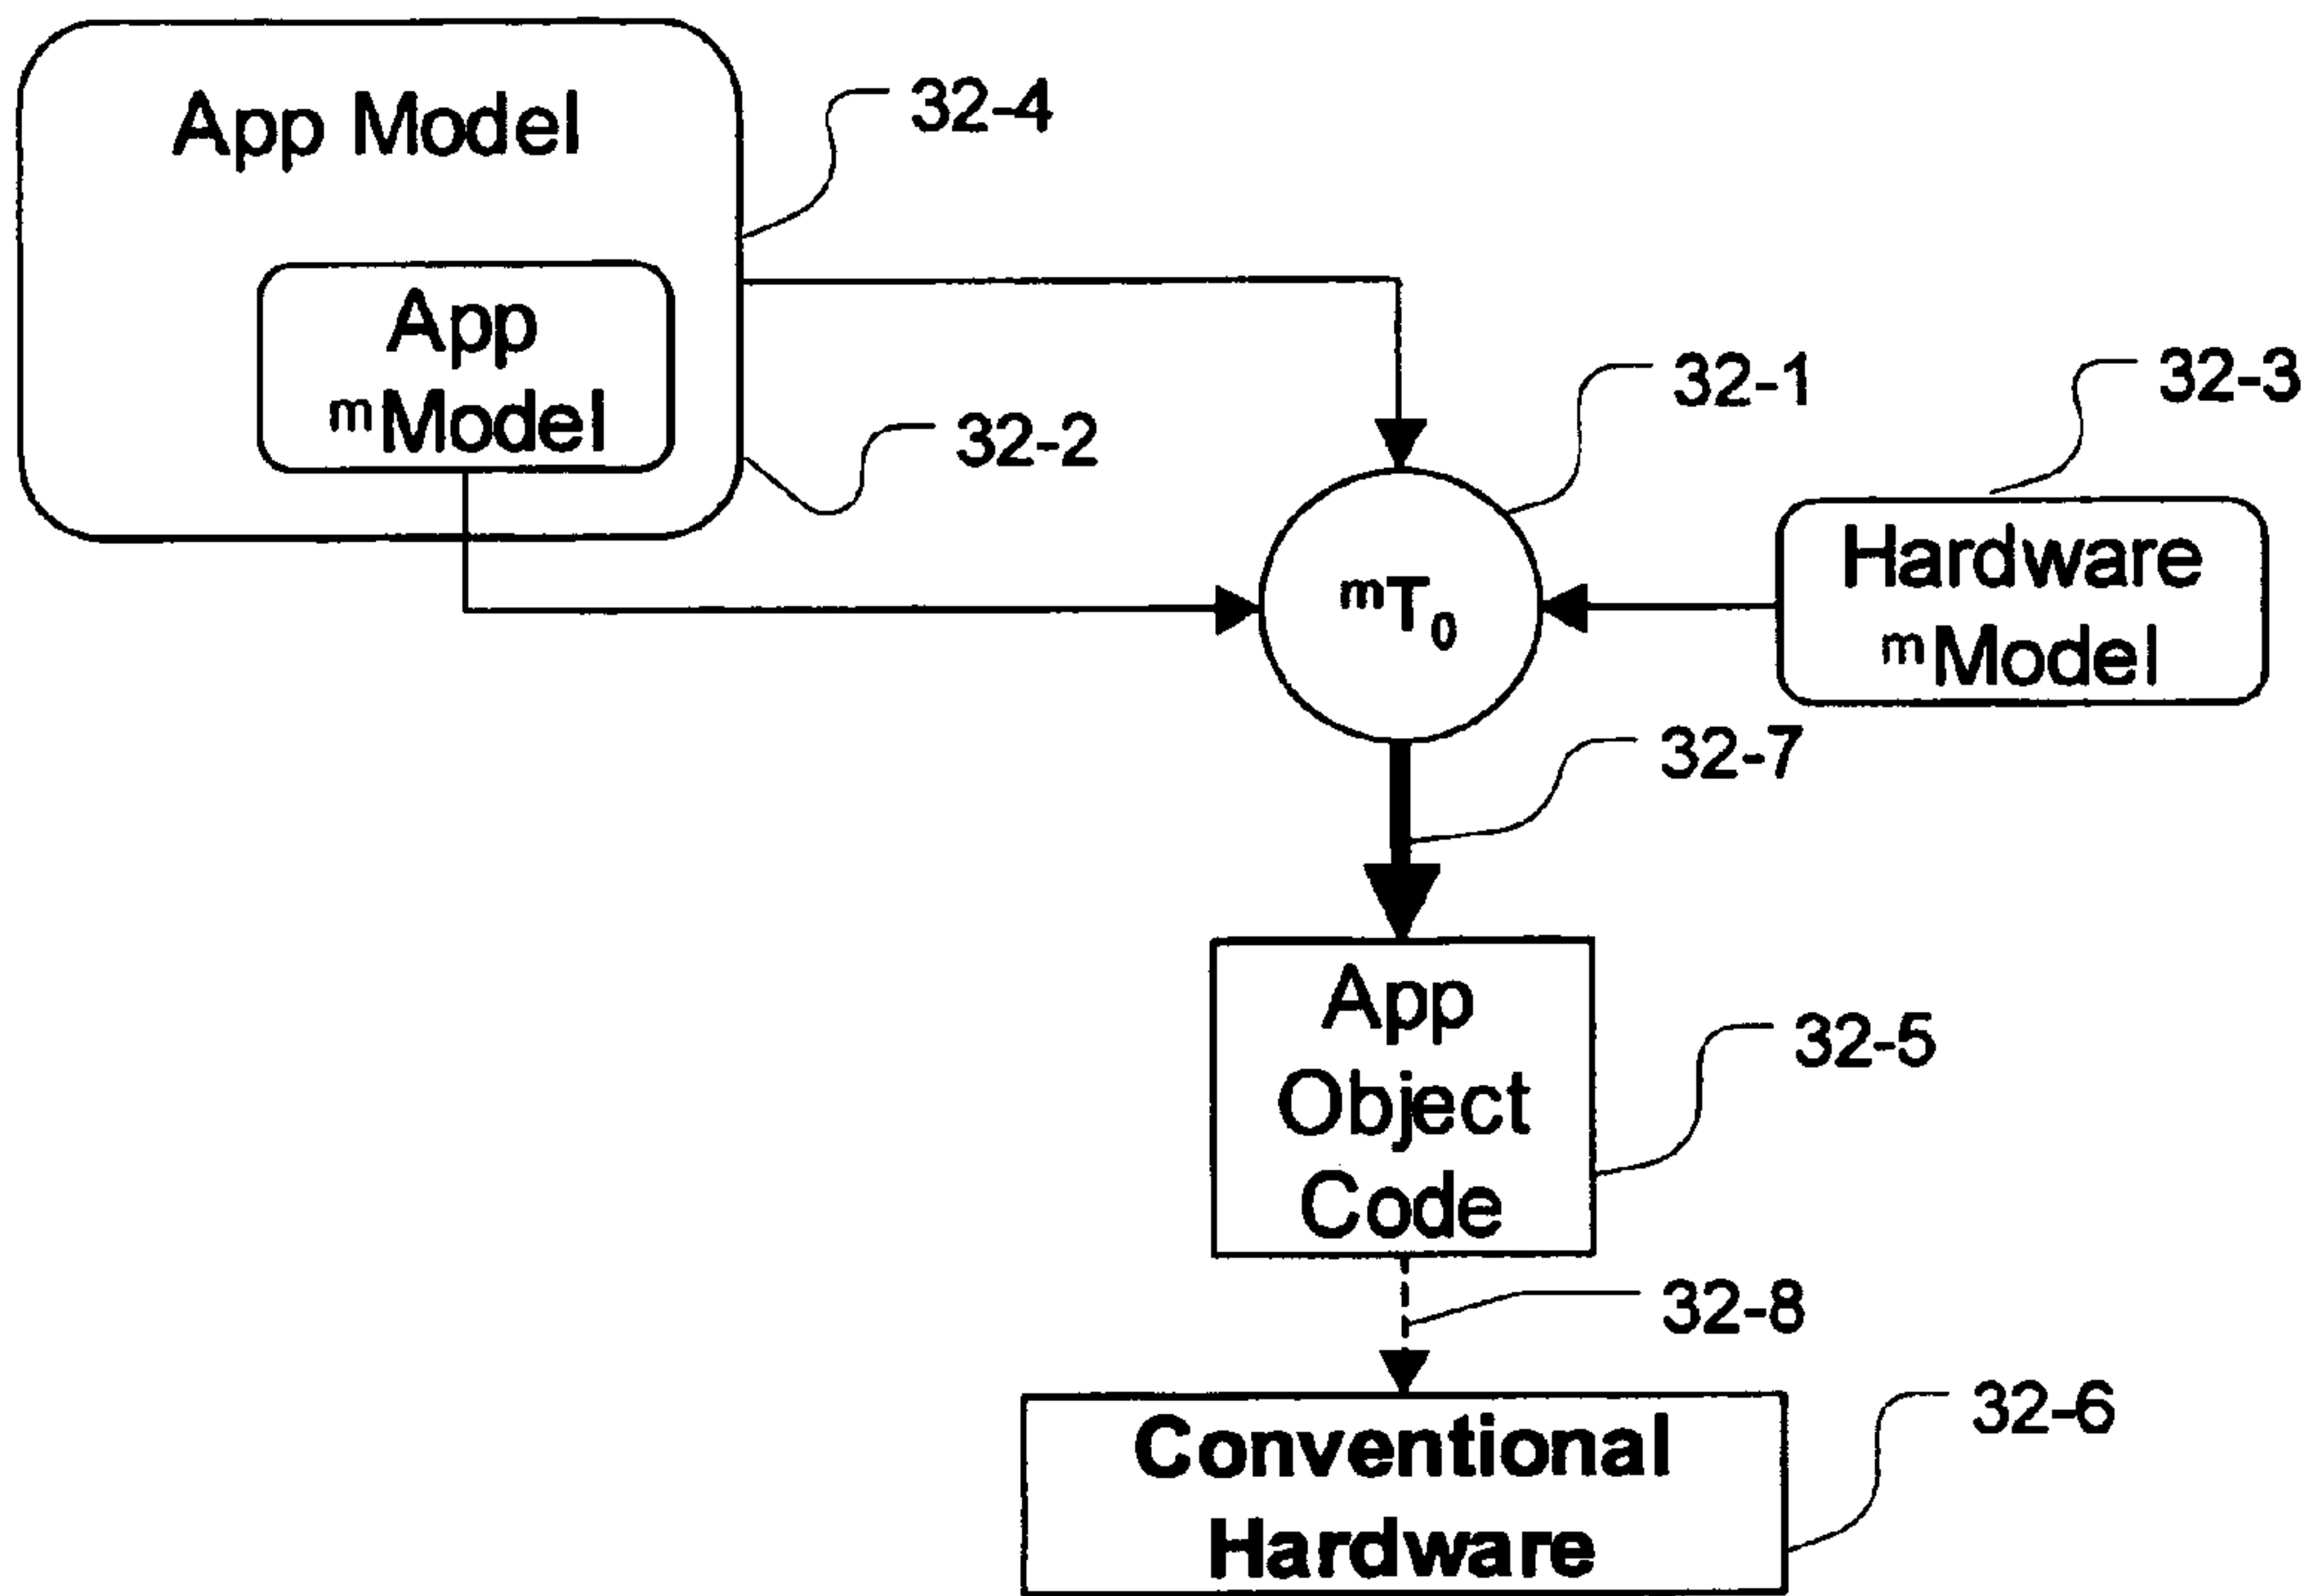 App Model
32-4
App
ᵐModel
32-2
32-1
32-3
ᵐT₀
Hardware
ᵐModel
32-7
App
Object
Code
32-5
32-8
Conventional
Hardware
32-6